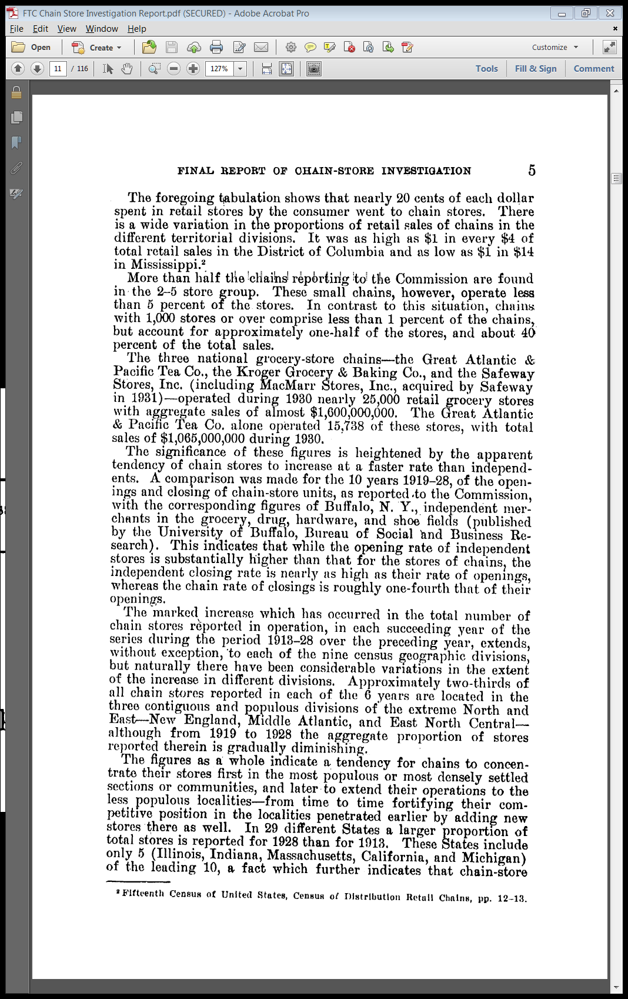 FTC Chain Store Investigation Report.pdf (SECURED) - Adobe Acrobat Pro
File Edit View Window Help
Open Create Customize
11 / 116 127% Tools Fill & Sign Comment
FINAL REPORT OF CHAIN-STORE INVESTIGATION 5
The foregoing tabulation shows that nearly 20 cents of each dollar
spent in retail stores by the consumer went to chain stores. There
is a wide variation in the proportions of retail sales of chains in the
different territorial divisions. It was as high as $1 in every $4 of
total retail sales in the District of Columbia and as low as $1 in $14
in Mississippi.²
More than half the chains reporting to the Commission are found
in the 2–5 store group. These small chains, however, operate less
than 5 percent of the stores. In contrast to this situation, chains
with 1,000 stores or over comprise less than 1 percent of the chains,
but account for approximately one-half of the stores, and about 40
percent of the total sales.
The three national grocery-store chains—the Great Atlantic &
Pacific Tea Co., the Kroger Grocery & Baking Co., and the Safeway
Stores, Inc. (including MacMarr Stores, Inc., acquired by Safeway
in 1931)—operated during 1930 nearly 25,000 retail grocery stores
with aggregate sales of almost $1,600,000,000. The Great Atlantic
& Pacific Tea Co. alone operated 15,738 of these stores, with total
sales of $1,065,000,000 during 1930.
The significance of these figures is heightened by the apparent
tendency of chain stores to increase at a faster rate than independ-
ents. A comparison was made for the 10 years 1919–28, of the open-
ings and closing of chain-store units, as reported to the Commission,
with the corresponding figures of Buffalo, N. Y., independent mer-
chants in the grocery, drug, hardware, and shoe fields (published
by the University of Buffalo, Bureau of Social and Business Re-
search). This indicates that while the opening rate of independent
stores is substantially higher than that for the stores of chains, the
independent closing rate is nearly as high as their rate of openings,
whereas the chain rate of closings is roughly one-fourth that of their
openings.
The marked increase which has occurred in the total number of
chain stores reported in operation, in each succeeding year of the
series during the period 1913–28 over the preceding year, extends,
without exception, to each of the nine census geographic divisions,
but naturally there have been considerable variations in the extent
of the increase in different divisions. Approximately two-thirds of
all chain stores reported in each of the 6 years are located in the
three contiguous and populous divisions of the extreme North and
East—New England, Middle Atlantic, and East North Central—
although from 1919 to 1928 the aggregate proportion of stores
reported therein is gradually diminishing.
The figures as a whole indicate a tendency for chains to concen-
trate their stores first in the most populous or most densely settled
sections or communities, and later to extend their operations to the
less populous localities—from time to time fortifying their com-
petitive position in the localities penetrated earlier by adding new
stores there as well. In 29 different States a larger proportion of
total stores is reported for 1928 than for 1913. These States include
only 5 (Illinois, Indiana, Massachusetts, California, and Michigan)
of the leading 10, a fact which further indicates that chain-store
² Fifteenth Census of United States, Census of Distribution Retail Chains, pp. 12–13.